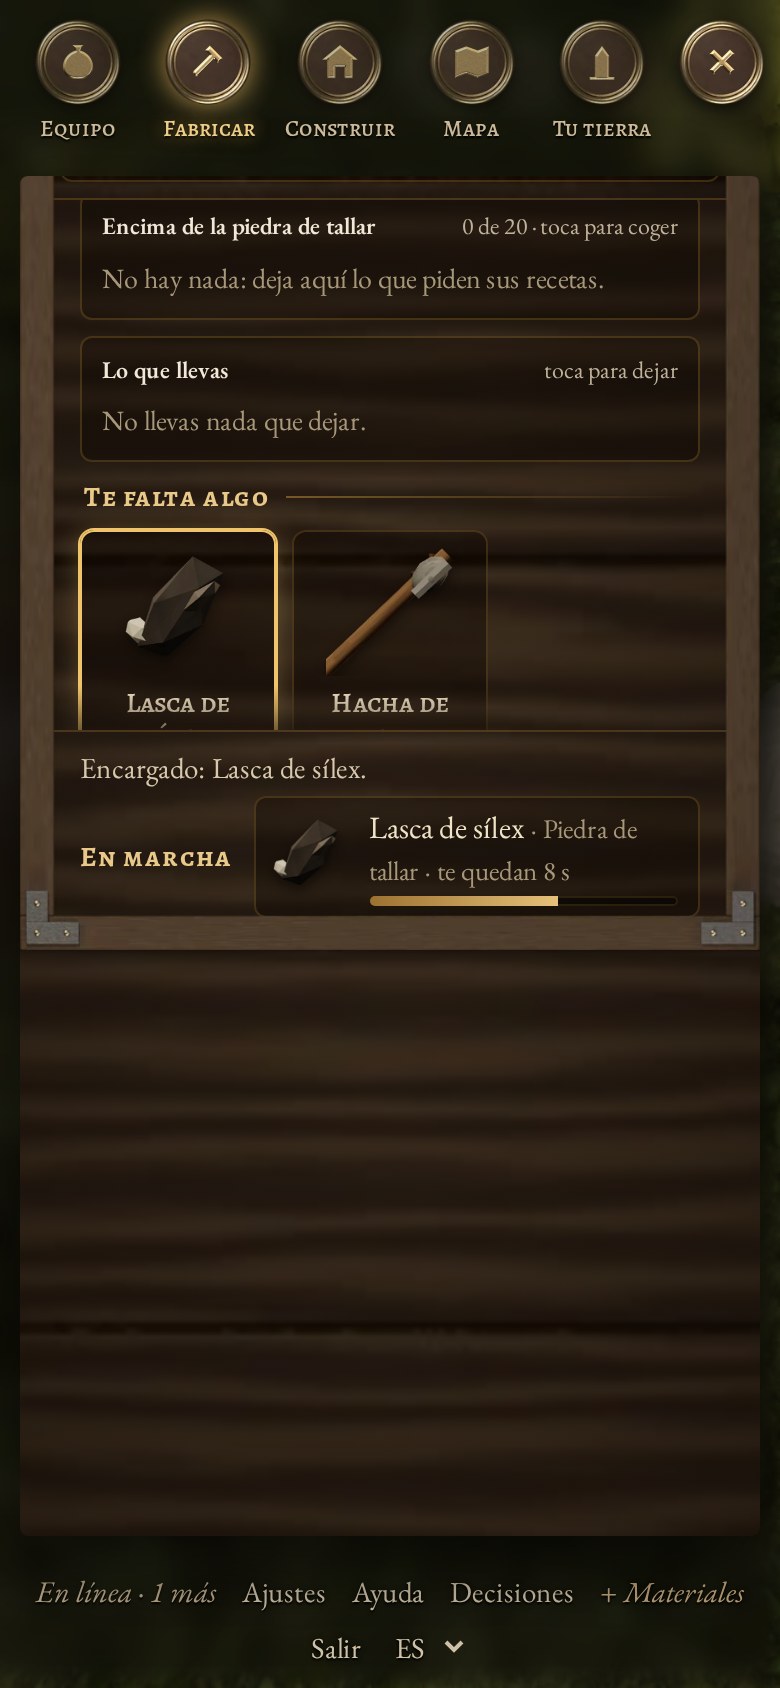 Equipo
Fabricar
Construir
Mapa
Tu tierra
Encima de la piedra de tallar
0 de 20 · toca para coger
No hay nada: deja aquí lo que piden sus recetas.
Lo que llevas
toca para dejar
No llevas nada que dejar.
Te falta algo
Lasca de
Hacha de
Encargado: Lasca de sílex.
En marcha
Lasca de sílex · Piedra de
tallar · te quedan 8 s
En línea · 1 más
Ajustes
Ayuda
Decisiones
+ Materiales
Salir
ES